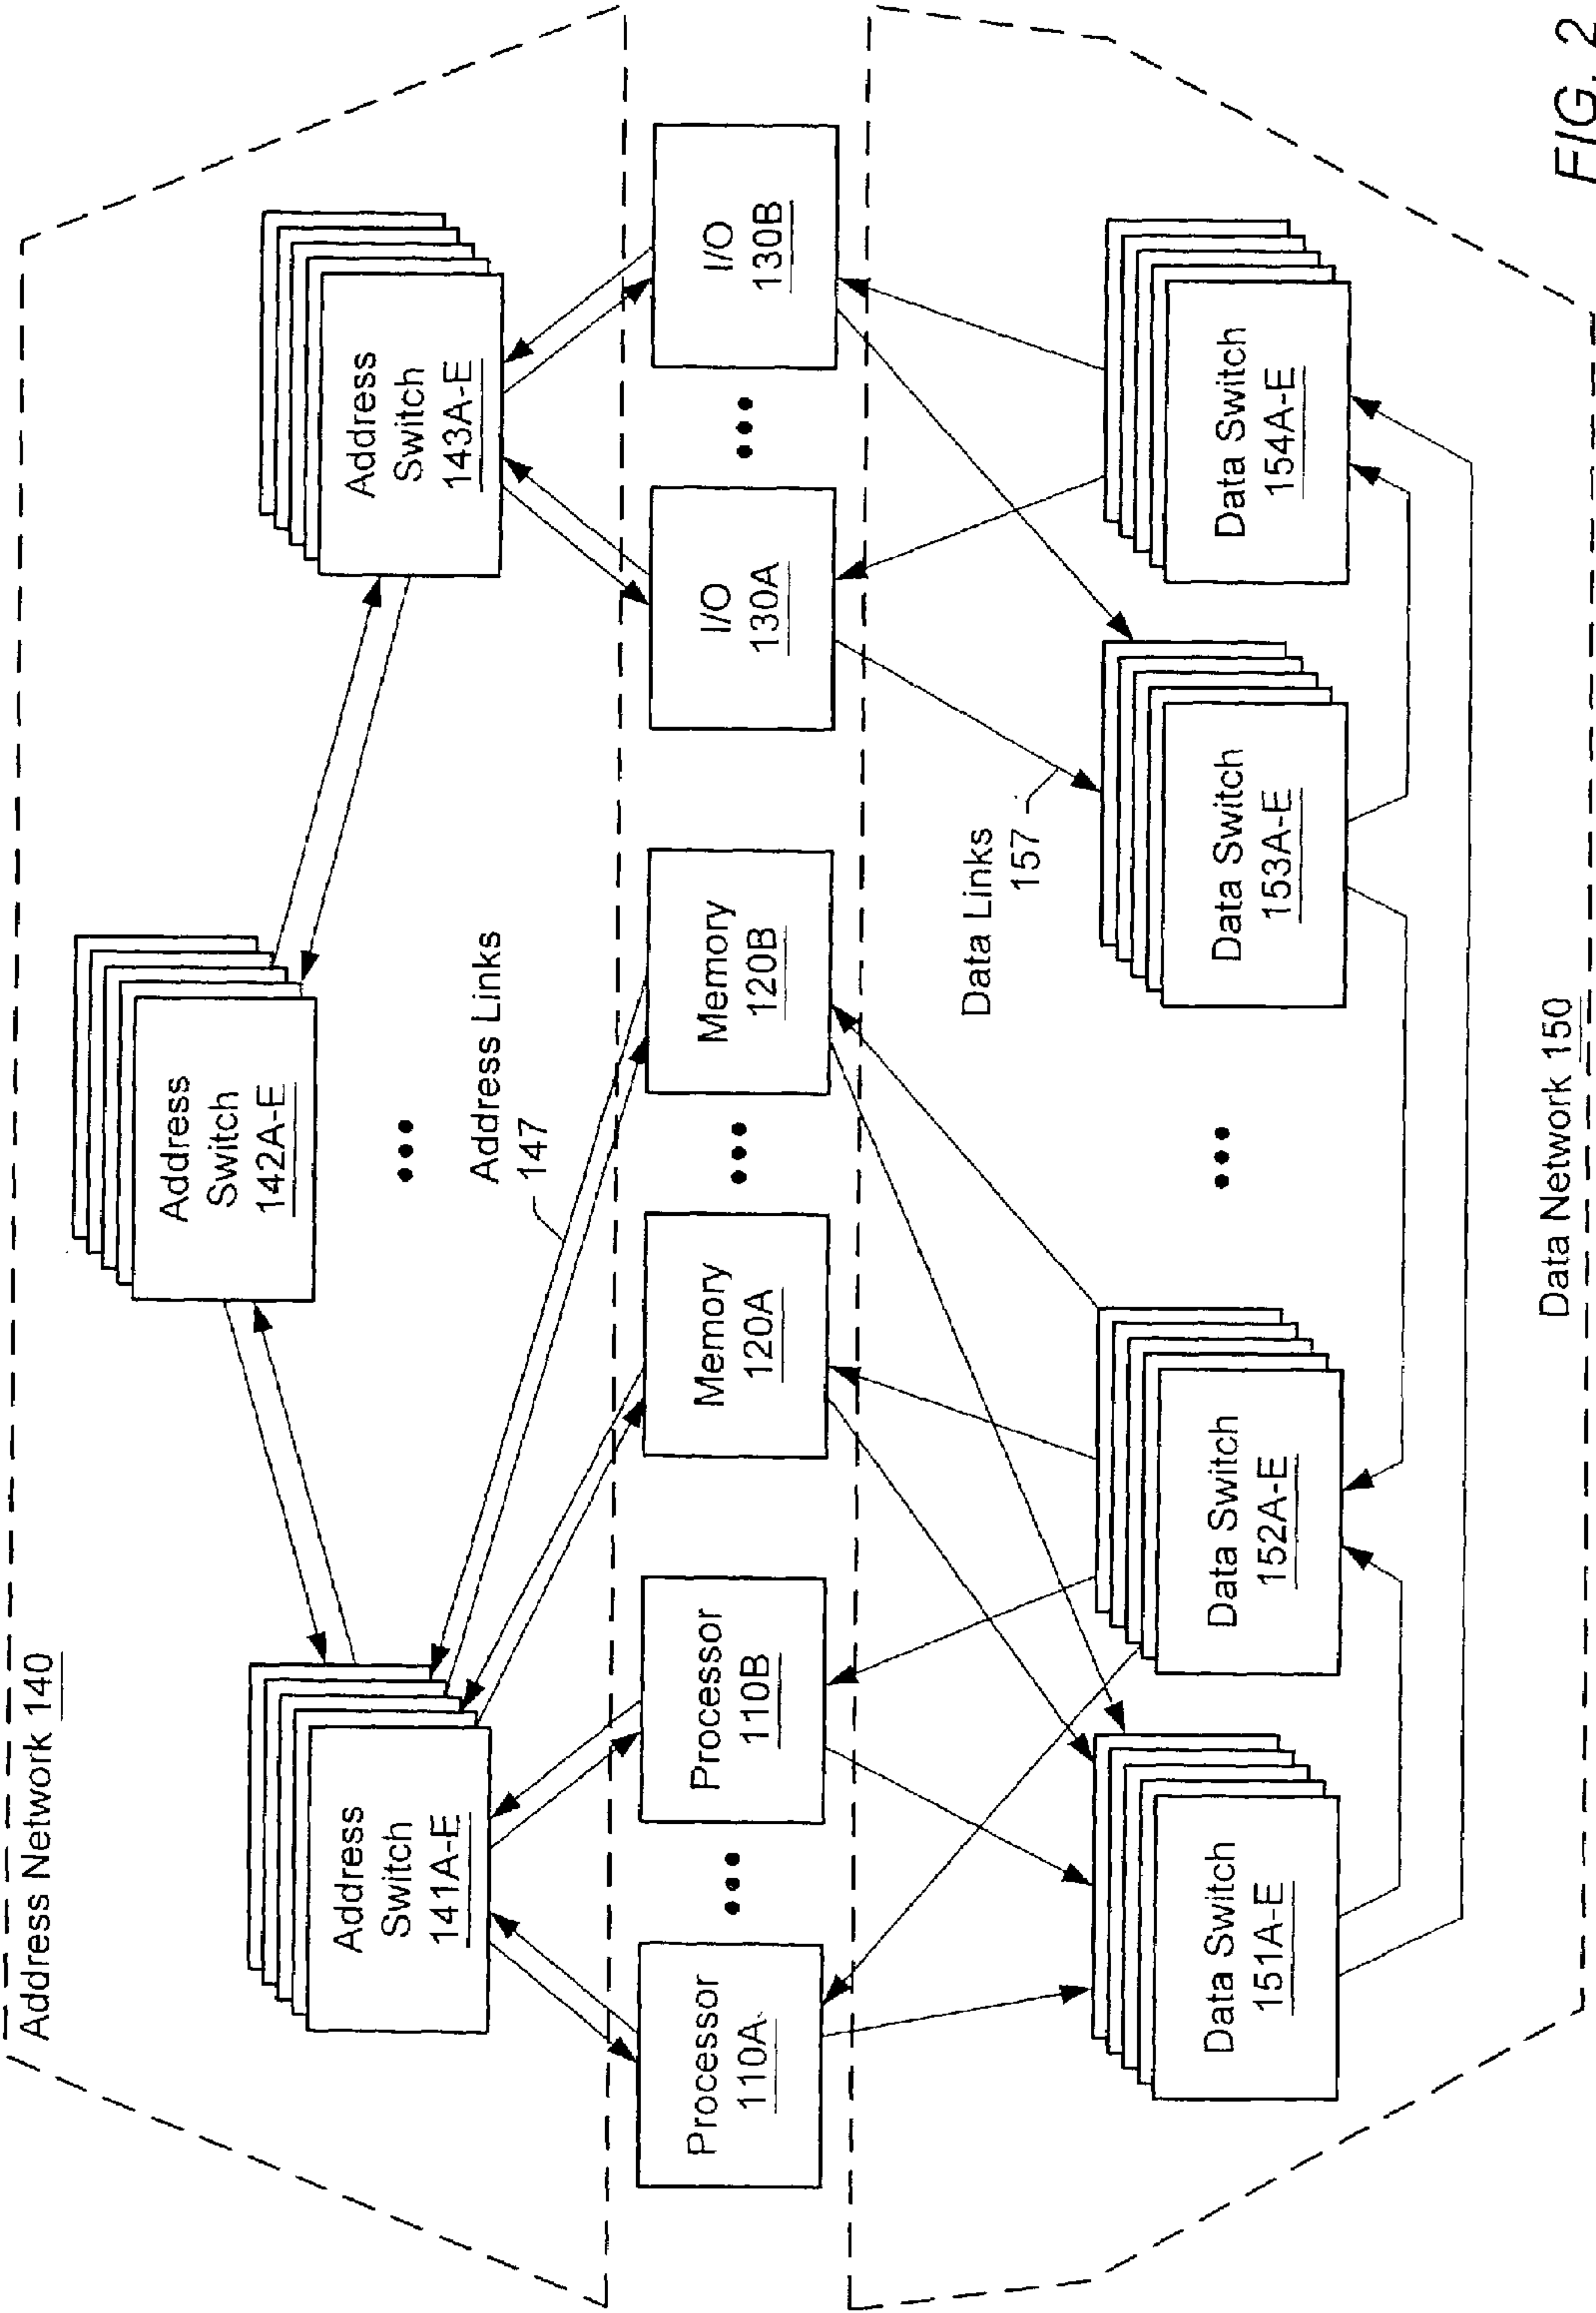 Address Network 140
Address
Switch
142A-E
Address
Switch
141A-E
Address
Switch
143A-E
Address Links
147
Processor
110A
Processor
110B
Memory
120A
Memory
120B
I/O
130A
I/O
130B
Data Links
157
Data Switch
151A-E
Data Switch
152A-E
Data Switch
153A-E
Data Switch
154A-E
Data Network 150
FIG. 2